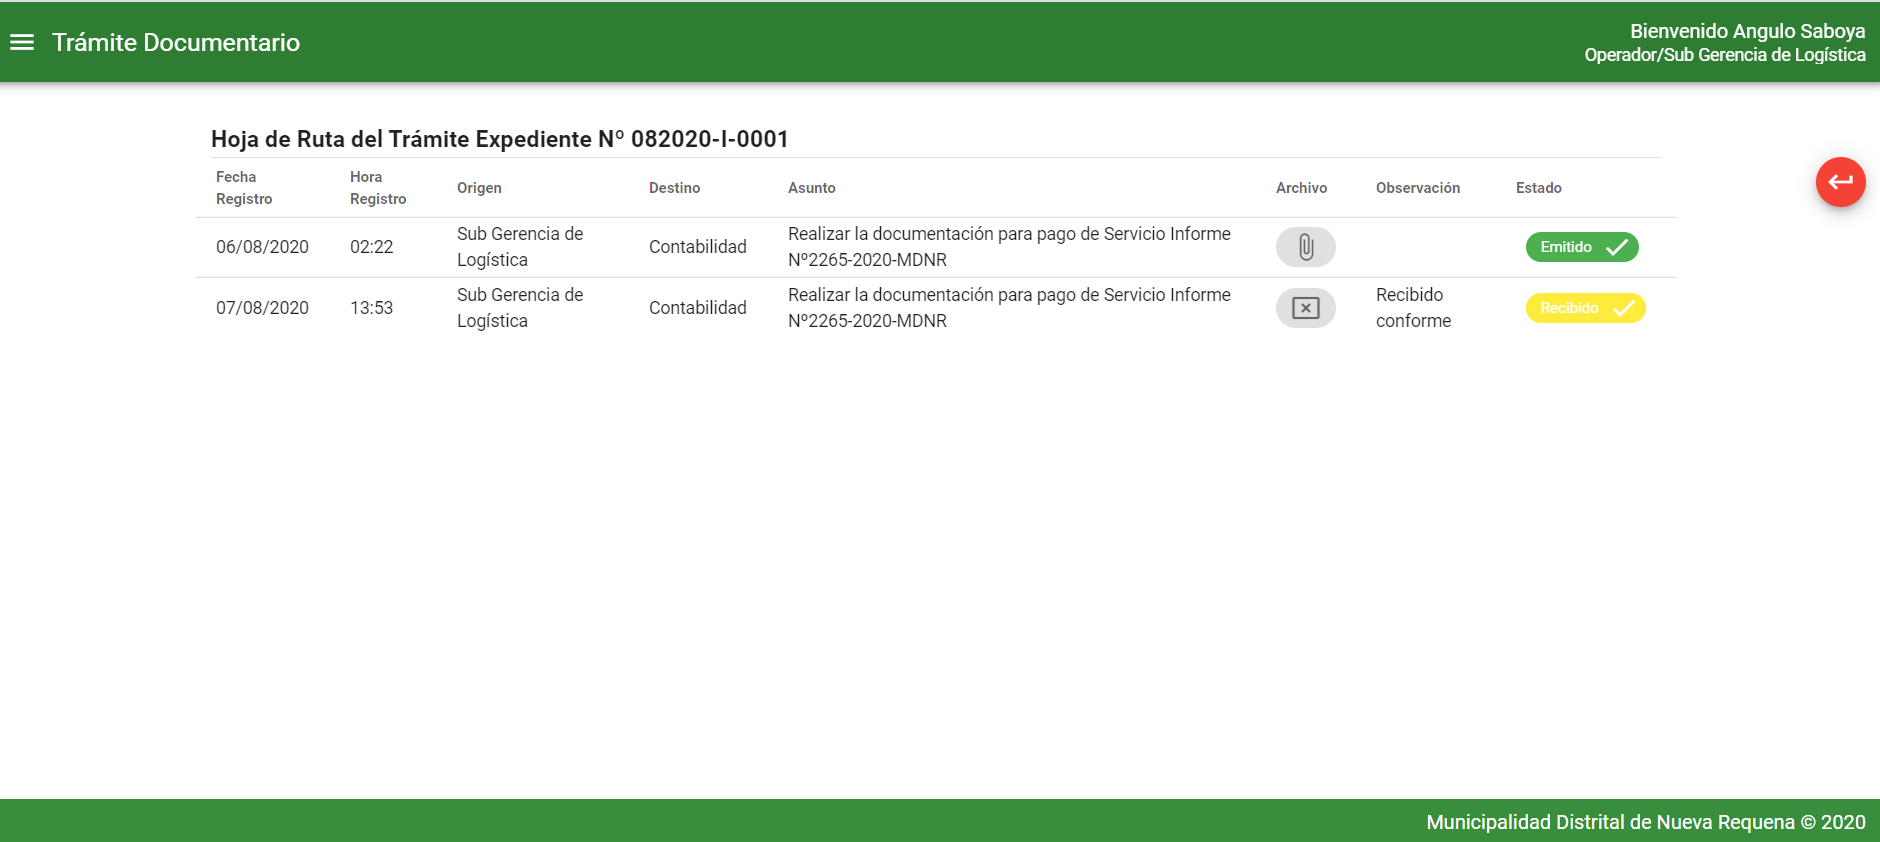 Trámite Documentario
Bienvenido Angulo Saboya
Operador/Sub Gerencia de Logística
Hoja de Ruta del Trámite Expediente Nº 082020-I-0001
Fecha
Registro
Hora
Registro
Origen
Destino
Asunto
Archivo
Observación
Estado
06/08/2020
02:22
Sub Gerencia de
Logística
Contabilidad
Realizar la documentación para pago de Servicio Informe
Nº2265-2020-MDNR
Emitido
07/08/2020
13:53
Sub Gerencia de
Logística
Contabilidad
Realizar la documentación para pago de Servicio Informe
Nº2265-2020-MDNR
Recibido
conforme
Recibido
Municipalidad Distrital de Nueva Requena © 2020